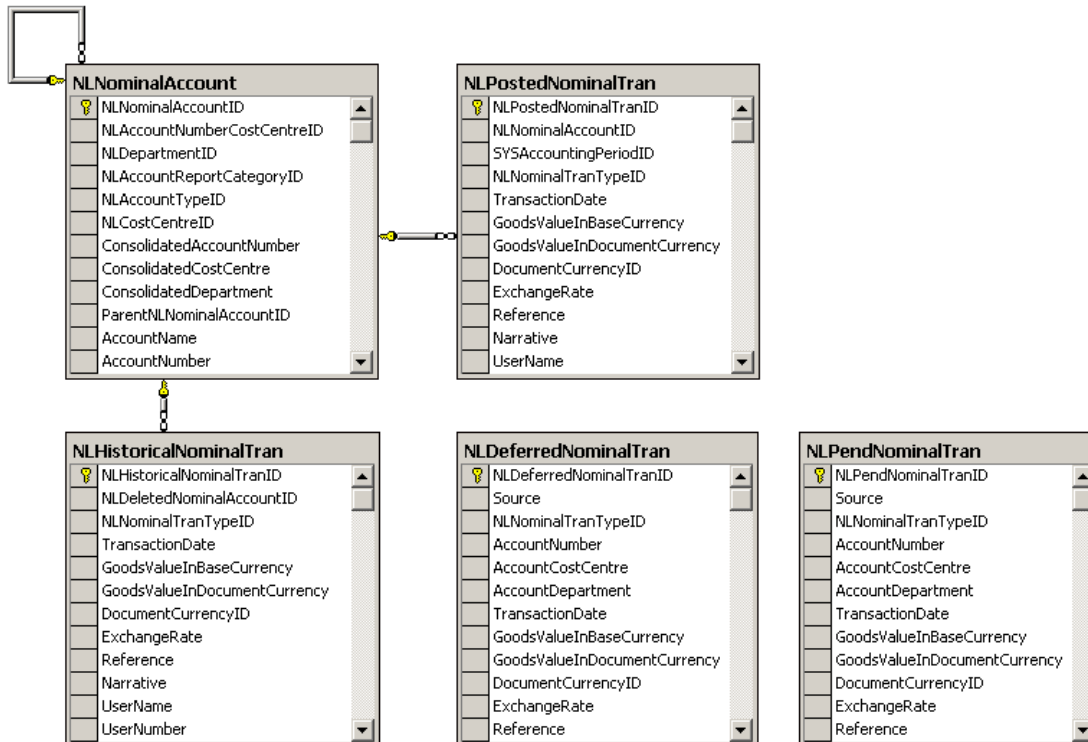 NLNominalAccount
NLNominalAccountID
NLAccountNumberCostCentreID
NLDepartmentID
NLAccountReportCategoryID
NLAccountTypeID
NLCostCentreID
ConsolidatedAccountNumber
ConsolidatedCostCentre
ConsolidatedDepartment
ParentNLNominalAccountID
AccountName
AccountNumber
NLPostedNominalTran
NLPostedNominalTranID
NLNominalAccountID
SYSAccountingPeriodID
NLNominalTranTypeID
TransactionDate
GoodsValueInBaseCurrency
GoodsValueInDocumentCurrency
DocumentCurrencyID
ExchangeRate
Reference
Narrative
UserName
NLHistoricalNominalTran
NLHistoricalNominalTranID
NLDeletedNominalAccountID
NLNominalTranTypeID
TransactionDate
GoodsValueInBaseCurrency
GoodsValueInDocumentCurrency
DocumentCurrencyID
ExchangeRate
Reference
Narrative
UserName
UserNumber
NLDeferredNominalTran
NLDeferredNominalTranID
Source
NLNominalTranTypeID
AccountNumber
AccountCostCentre
AccountDepartment
TransactionDate
GoodsValueInBaseCurrency
GoodsValueInDocumentCurrency
DocumentCurrencyID
ExchangeRate
Reference
NLPendNominalTran
NLPendNominalTranID
Source
NLNominalTranTypeID
AccountNumber
AccountCostCentre
AccountDepartment
TransactionDate
GoodsValueInBaseCurrency
GoodsValueInDocumentCurrency
DocumentCurrencyID
ExchangeRate
Reference